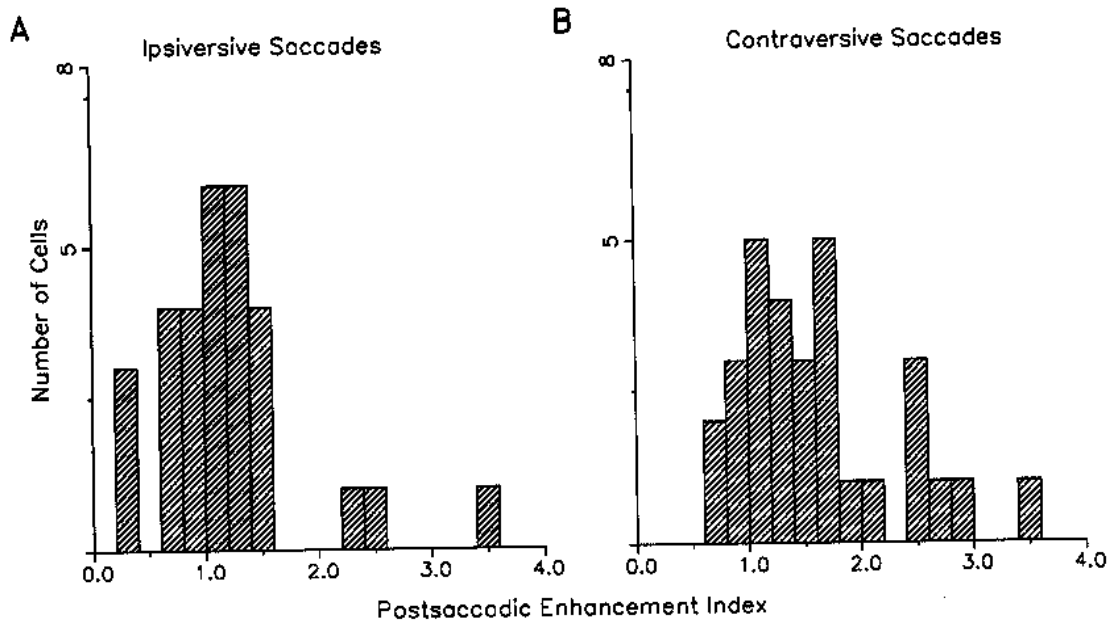 A
Ipsiversive Saccades
B
Contraversive Saccades
Number of Cells
8
5
0.0 1.0 2.0 3.0 4.0
8
5
0.0 1.0 2.0 3.0 4.0
Postsaccadic Enhancement Index